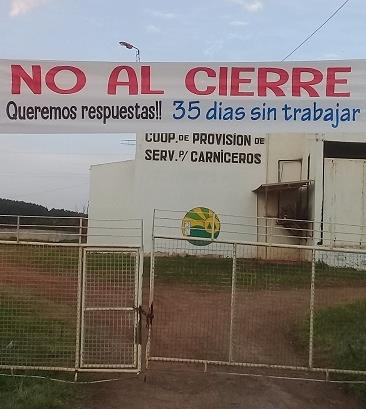 NO AL CIERRE
Queremos respuestas!! 35 dias sin trabajar
COOP. DE PROVISION DE
SERV. P/ CARNICEROS